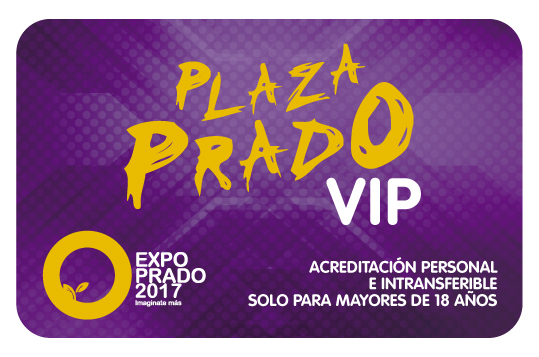 PLAZA
PRADO
VIP
EXPO
PRADO
2017
Imaginate más
ACREDITACIÓN PERSONAL
E INTRANSFERIBLE
SOLO PARA MAYORES DE 18 AÑOS